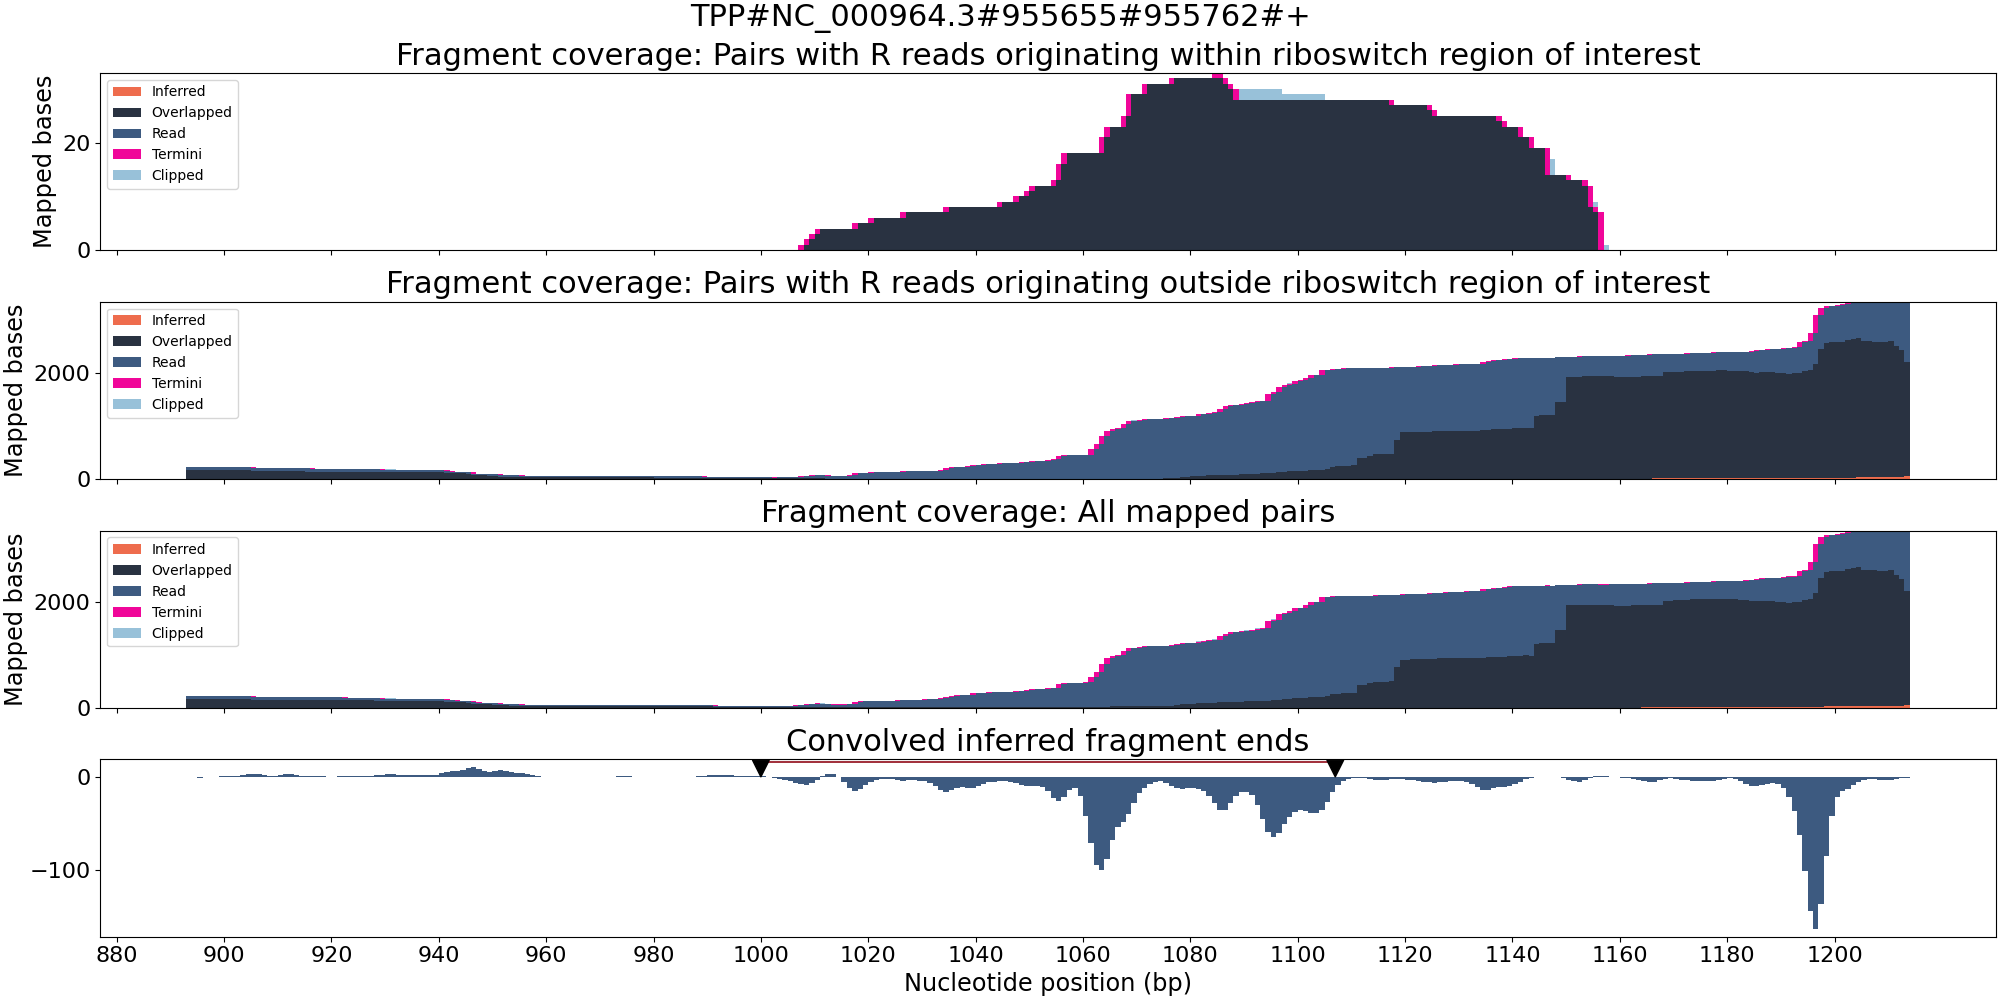 TPP#NC_000964.3#955655#955762#+
Fragment coverage: Pairs with R reads originating within riboswitch region of interest
Mapped bases
20
0
Inferred
Overlapped
Read
Termini
Clipped
Fragment coverage: Pairs with R reads originating outside riboswitch region of interest
Mapped bases
2000
0
Inferred
Overlapped
Read
Termini
Clipped
Fragment coverage: All mapped pairs
Mapped bases
2000
0
Inferred
Overlapped
Read
Termini
Clipped
Convolved inferred fragment ends
0
−100
880 900 920 940 960 980 1000 1020 1040 1060 1080 1100 1120 1140 1160 1180 1200
Nucleotide position (bp)